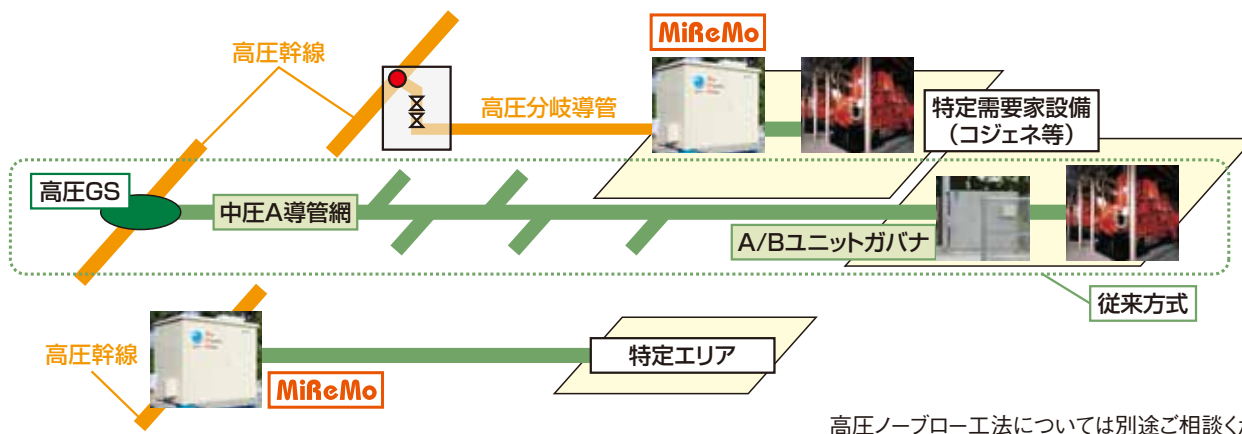 MiReMo
高圧幹線
高圧分岐導管
特定需要家設備
（コジェネ等）
高圧GS
中圧A導管網
A/Bユニットガバナ
従来方式
高圧幹線
MiReMo
特定エリア
高圧ノーブロー工法については別途ご相談く